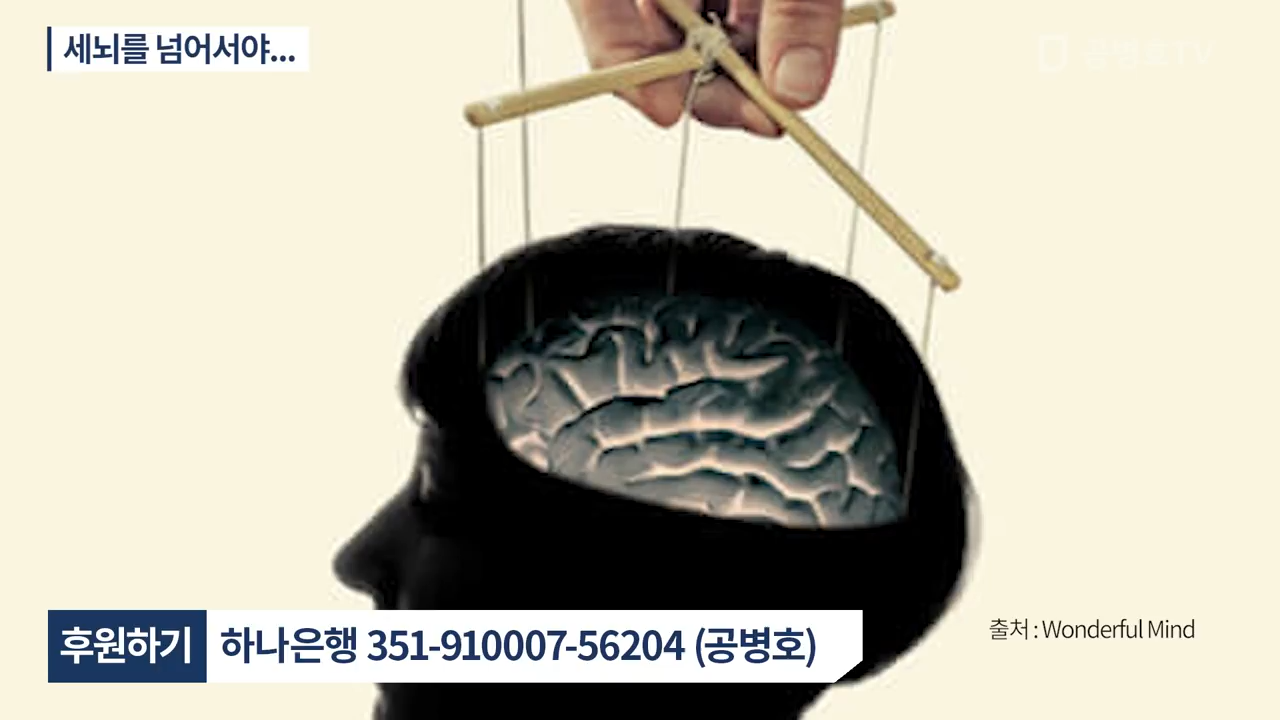 세뇌를 넘어서야...
공병호TV
후원하기
하나은행 351-910007-56204 (공병호)
출처 : Wonderful Mind